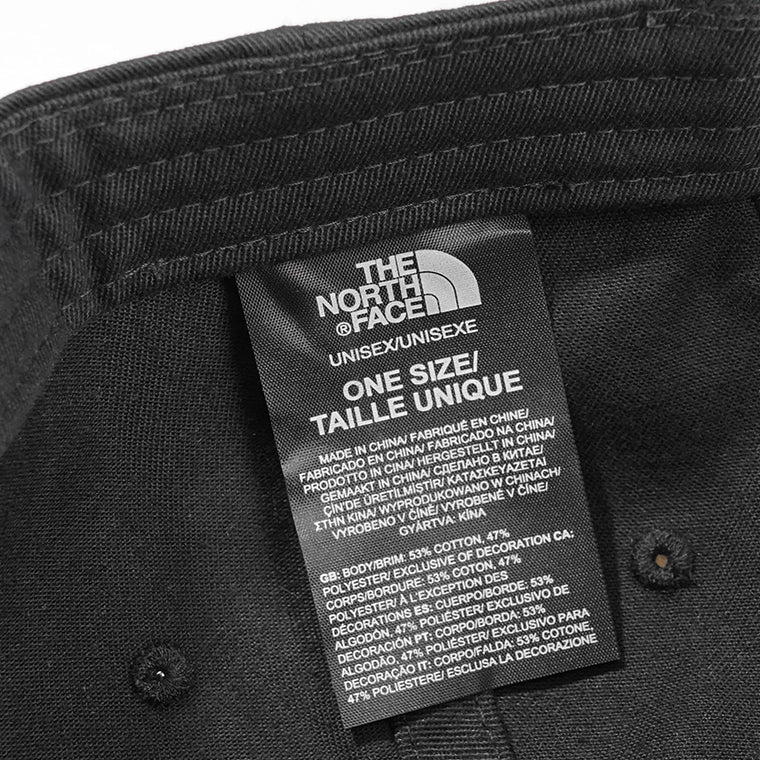 THE
NORTH
®FACE
UNISEX/UNISEXE
ONE SIZE/
TAILLE UNIQUE
MADE IN CHINA/ FABRIQUÉ EN CHINE/
FABRICADO EN CHINA/ FABRICADO NA CHINA/
PRODOTTO IN CINA/ HERGESTELLT IN CHINA/
GEMAAKT IN CHINA/ СДЕЛАНО В КИТАЕ/
ÇİN'DE ÜRETİLMİŞTİR/ ΚΑΤΑΣΚΕΥΑΖΕΤΑΙ
ΣΤΗΝ ΚΙΝΑ/ WYPRODUKOWANO W CHINACH/
VYROBENO V ČÍNĚ/ VYROBENÉ V ČÍNE/
GYÁRTVA: KÍNA
GB: BODY/BRIM: 53% COTTON, 47%
POLYESTER/ EXCLUSIVE OF DECORATION CA:
CORPS/BORDURE: 53% COTON, 47%
POLYESTER/ À L'EXCEPTION DES
DÉCORATIONS ES: CUERPO/BORDE: 53%
ALGODÓN, 47% POLIÉSTER/ EXCLUSIVO DE
DECORACIÓN PT: CORPO/BORDA: 53%
ALGODÃO, 47% POLIÉSTER/ EXCLUSIVO PARA
DECORAÇÃO IT: CORPO/FALDA: 53% COTONE,
47% POLIESTERE/ ESCLUSA LA DECORAZIONE